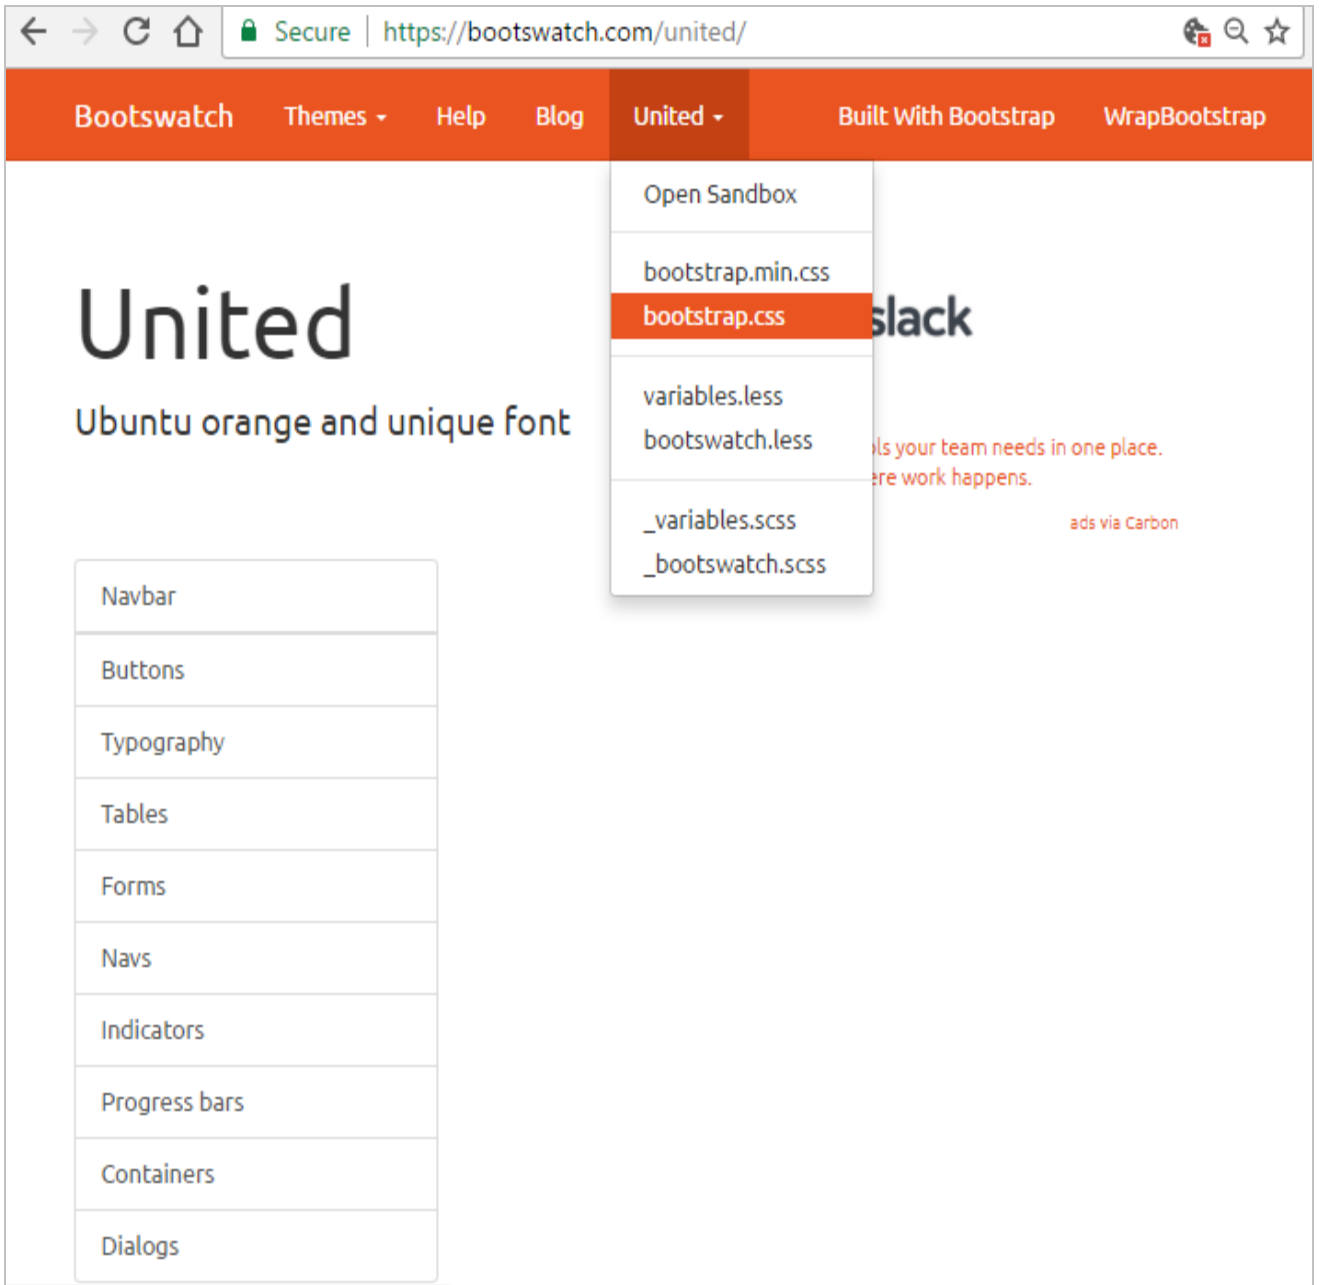 Secure https://bootswatch.com/united/
Bootswatch Themes Help Blog United Built With Bootstrap WrapBootstrap
Open Sandbox
bootstrap.min.css
bootstrap.css
variables.less
bootswatch.less
_variables.scss
_bootswatch.scss
United
Ubuntu orange and unique font
slack
your team needs in one place.
work happens.
ads via Carbon
Navbar
Buttons
Typography
Tables
Forms
Navs
Indicators
Progress bars
Containers
Dialogs